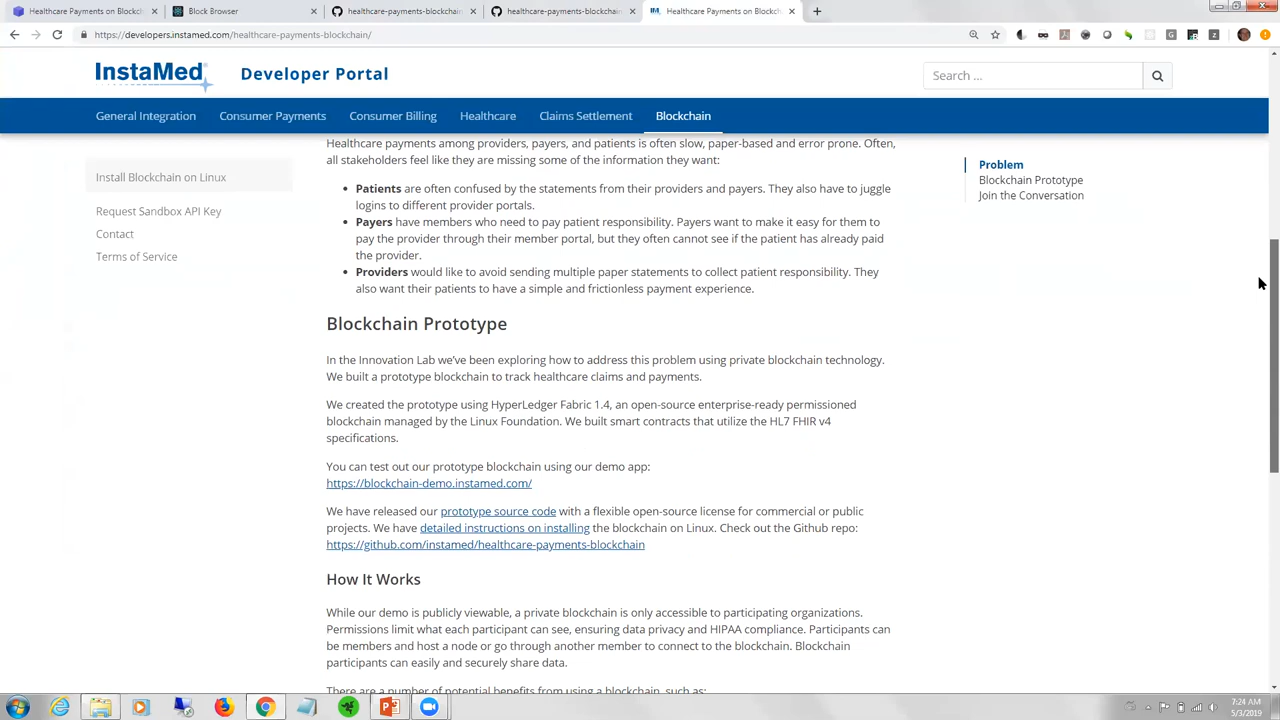 Healthcare Payments on Blockch
Block Browser
healthcare-payments-blockchain
healthcare-payments-blockchain
Healthcare Payments on Blockch
https://developers.instamed.com/healthcare-payments-blockchain/
InstaMed
Developer Portal
Search ...
General Integration
Consumer Payments
Consumer Billing
Healthcare
Claims Settlement
Blockchain
Install Blockchain on Linux
Request Sandbox API Key
Contact
Terms of Service
Healthcare payments among providers, payers, and patients is often slow, paper-based and error prone. Often,
all stakeholders feel like they are missing some of the information they want:
Patients are often confused by the statements from their providers and payers. They also have to juggle
logins to different provider portals.
Payers have members who need to pay patient responsibility. Payers want to make it easy for them to
pay the provider through their member portal, but they often cannot see if the patient has already paid
the provider.
Providers would like to avoid sending multiple paper statements to collect patient responsibility. They
also want their patients to have a simple and frictionless payment experience.
Blockchain Prototype
In the Innovation Lab we've been exploring how to address this problem using private blockchain technology.
We built a prototype blockchain to track healthcare claims and payments.
We created the prototype using HyperLedger Fabric 1.4, an open-source enterprise-ready permissioned
blockchain managed by the Linux Foundation. We built smart contracts that utilize the HL7 FHIR v4
specifications.
You can test out our prototype blockchain using our demo app:
https://blockchain-demo.instamed.com/
We have released our prototype source code with a flexible open-source license for commercial or public
projects. We have detailed instructions on installing the blockchain on Linux. Check out the Github repo:
https://github.com/instamed/healthcare-payments-blockchain
How It Works
While our demo is publicly viewable, a private blockchain is only accessible to participating organizations.
Permissions limit what each participant can see, ensuring data privacy and HIPAA compliance. Participants can
be members and host a node or go through another member to connect to the blockchain. Blockchain
participants can easily and securely share data.
There are a number of potential benefits from using a blockchain, such as:
Problem
Blockchain Prototype
Join the Conversation
7:24 AM
5/3/2019